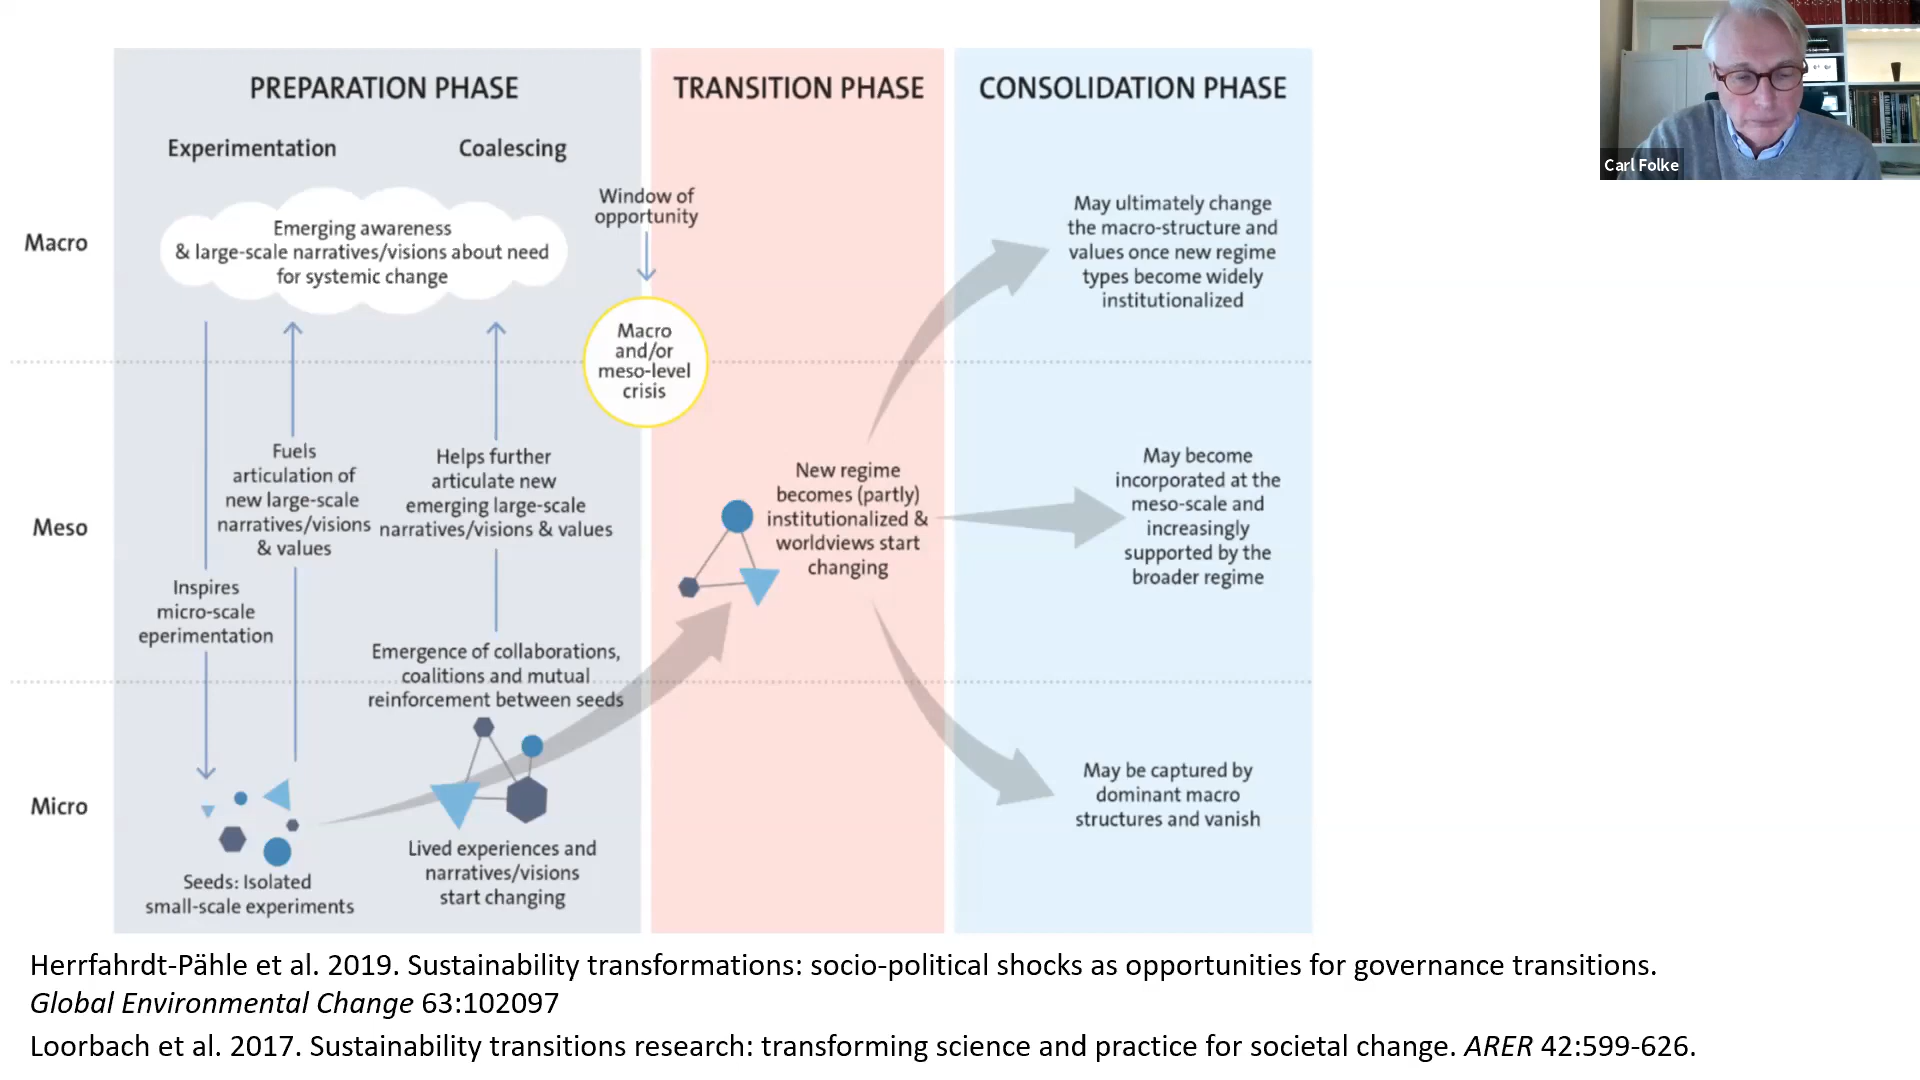 PREPARATION PHASE
TRANSITION PHASE
CONSOLIDATION PHASE
Experimentation
Coalescing
Macro
Emerging awareness
& large-scale narratives/visions about need
for systemic change
Window of
opportunity
Macro
and/or
meso-level
crisis
May ultimately change
the macro-structure and
values once new regime
types become widely
institutionalized
Meso
Inspires
micro-scale
eperimentation
Fuels
articulation of
new large-scale
narratives/visions
& values
Helps further
articulate new
emerging large-scale
narratives/visions & values
Emergence of collaborations,
coalitions and mutual
reinforcement between seeds
New regime
becomes (partly)
institutionalized &
worldviews start
changing
May become
incorporated at the
meso-scale and
increasingly
supported by the
broader regime
Micro
Seeds: Isolated
small-scale experiments
Lived experiences and
narratives/visions
start changing
May be captured by
dominant macro
structures and vanish
Herrfahrdt-Pähle et al. 2019. Sustainability transformations: socio-political shocks as opportunities for governance transitions.
Global Environmental Change 63:102097
Loorbach et al. 2017. Sustainability transitions research: transforming science and practice for societal change. ARER 42:599-626.
Carl Folke